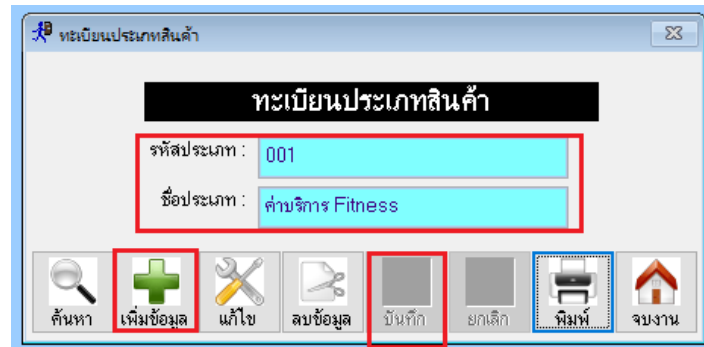 ทะเบียนประเภทสินค้า
ทะเบียนประเภทสินค้า
รหัสประเภท : 001
ชื่อประเภท : ค่าบริการ Fitness
ค้นหา เพิ่มข้อมูล แก้ไข ลบข้อมูล บันทึก ยกเลิก พิมพ์ จบงาน